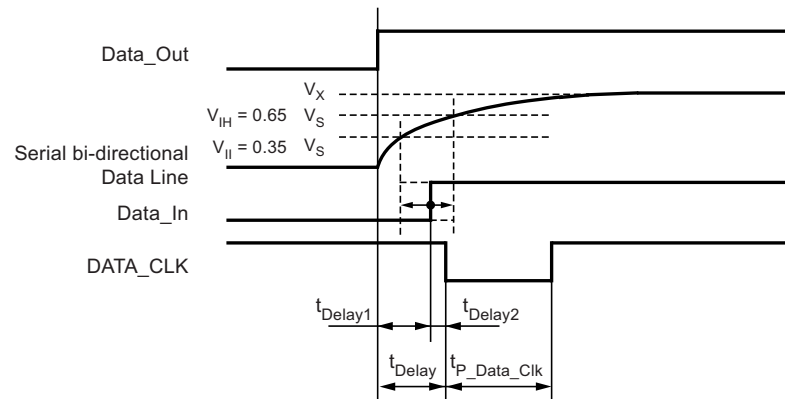 Data_Out
V_X
V_IH = 0.65 V_S
V_Il = 0.35 V_S
Serial bi-directional
Data Line
Data_In
DATA_CLK
t_Delay1
t_Delay2
t_Delay
t_P_Data_Clk